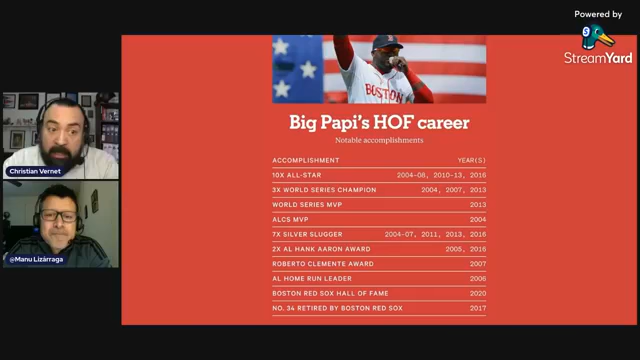 Powered by
StreamYard
BOSTON
Big Papi's HOF career
Notable accomplishments
ACCOMPLISHMENT YEAR(S)
10X ALL-STAR 2004-08, 2010-13, 2016
3X WORLD SERIES CHAMPION 2004, 2007, 2013
WORLD SERIES MVP 2013
ALCS MVP 2004
7X SILVER SLUGGER 2004-07, 2011, 2013, 2016
2X AL HANK AARON AWARD 2005, 2016
ROBERTO CLEMENTE AWARD 2007
AL HOME RUN LEADER 2006
BOSTON RED SOX HALL OF FAME 2020
NO. 34 RETIRED BY BOSTON RED SOX 2017
Christian Vernet
@Manu Lizárraga